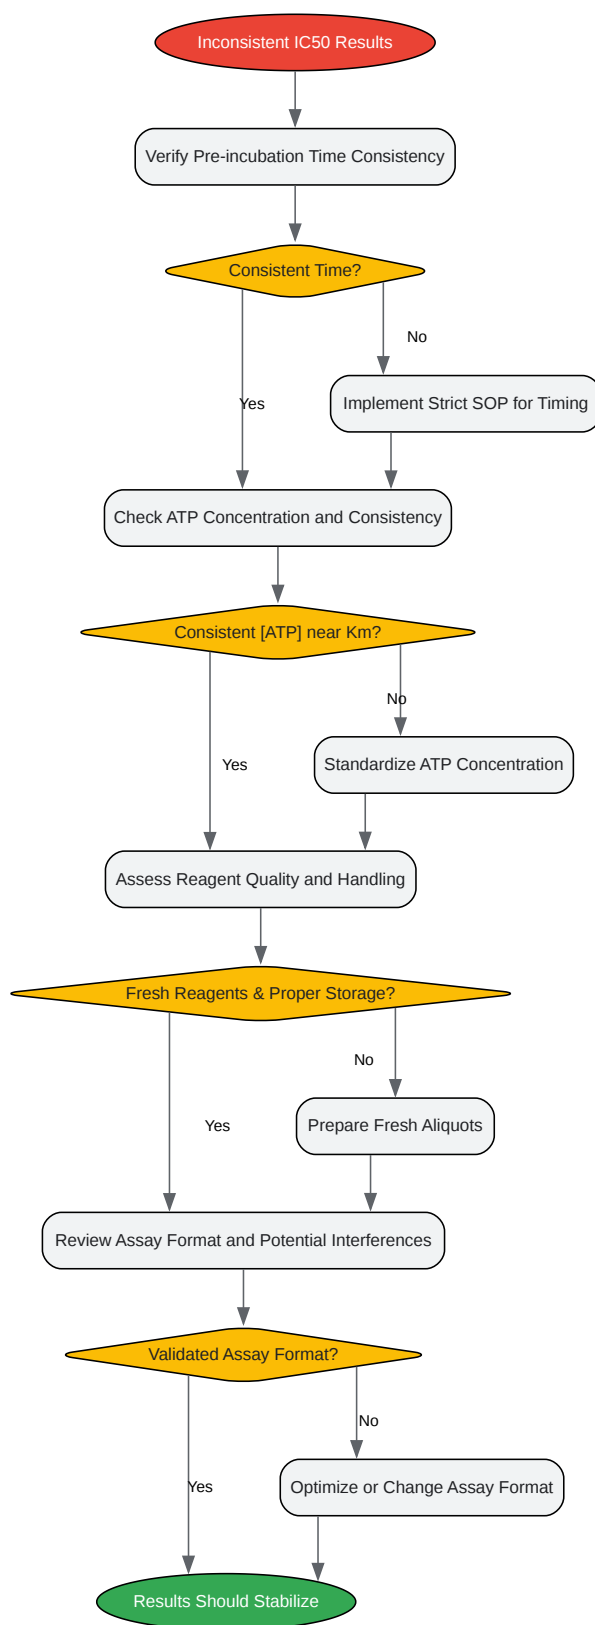 Inconsistent IC50 Results
Verify Pre-incubation Time Consistency
Consistent Time?
No
Implement Strict SOP for Timing
Yes
Check ATP Concentration and Consistency
Consistent [ATP] near Km?
No
Standardize ATP Concentration
Yes
Assess Reagent Quality and Handling
Fresh Reagents & Proper Storage?
No
Prepare Fresh Aliquots
Yes
Review Assay Format and Potential Interferences
Validated Assay Format?
No
Optimize or Change Assay Format
Yes
Results Should Stabilize